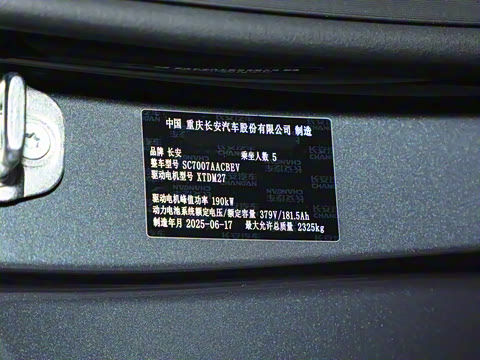 中国 重庆长安汽车股份有限公司 制造
品牌 长安 乘坐人数 5
整车型号 SC7007AACBEV
驱动电机型号 XTDM27
驱动电机峰值功率 190kW
动力电池系统额定电压/额定容量 379V/181.5Ah
制造年月 2025-06-17 最大允许总质量 2325kg